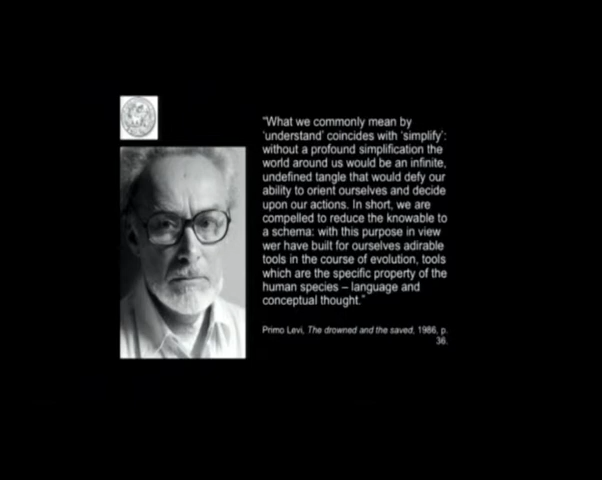 "What we commonly mean by
'understand' coincides with 'simplify':
without a profound simplification the
world around us would be an infinite,
undefined tangle that would defy our
ability to orient ourselves and decide
upon our actions. In short, we are
compelled to reduce the knowable to
a schema: with this purpose in view
wer have built for ourselves adirable
tools in the course of evolution, tools
which are the specific property of the
human species – language and
conceptual thought."
Primo Levi, The drowned and the saved, 1986, p.
36.